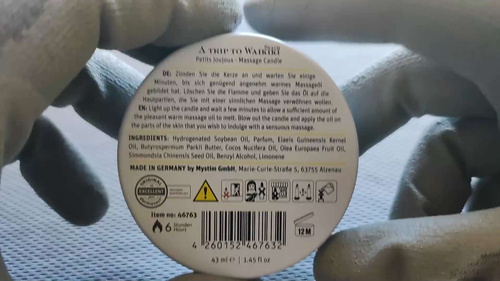 A TRIP TO WAIKIKI
Petits Joujoux - Massage Candle
DE: Zünden Sie die Kerze an und warten Sie einige
Minuten, bis sich genügend angenehm warmes Massageöl
gebildet hat. Löschen Sie die Flamme und geben Sie das Öl auf die
Hautpartien, die Sie mit einer sinnlichen Massage verwöhnen wollen.
EN: Light up the candle and wait a few minutes to allow a sufficient amount of
the pleasant warm massage oil to melt. Blow out the candle and apply the oil on
the parts of the skin that you wish to indulge with a sensuous massage.
INGREDIENTS: Hydrogenated Soybean Oil, Parfum, Elaeis Guineensis Kernel
Oil, Butyrospermum Parkii Butter, Cocos Nucifera Oil, Olea Europaea Fruit Oil,
Simmondsia Chinensis Seed Oil, Benzyl Alcohol, Limonene
MADE IN GERMANY by Mystim GmbH, Marie-Curie-Straße 5, 63755 Alzenau
EXCELLENT
Item no: 46763
6 Stunden
Hours
12 M
4 260152 467632
43 ml ℮ | 1.45 fl oz